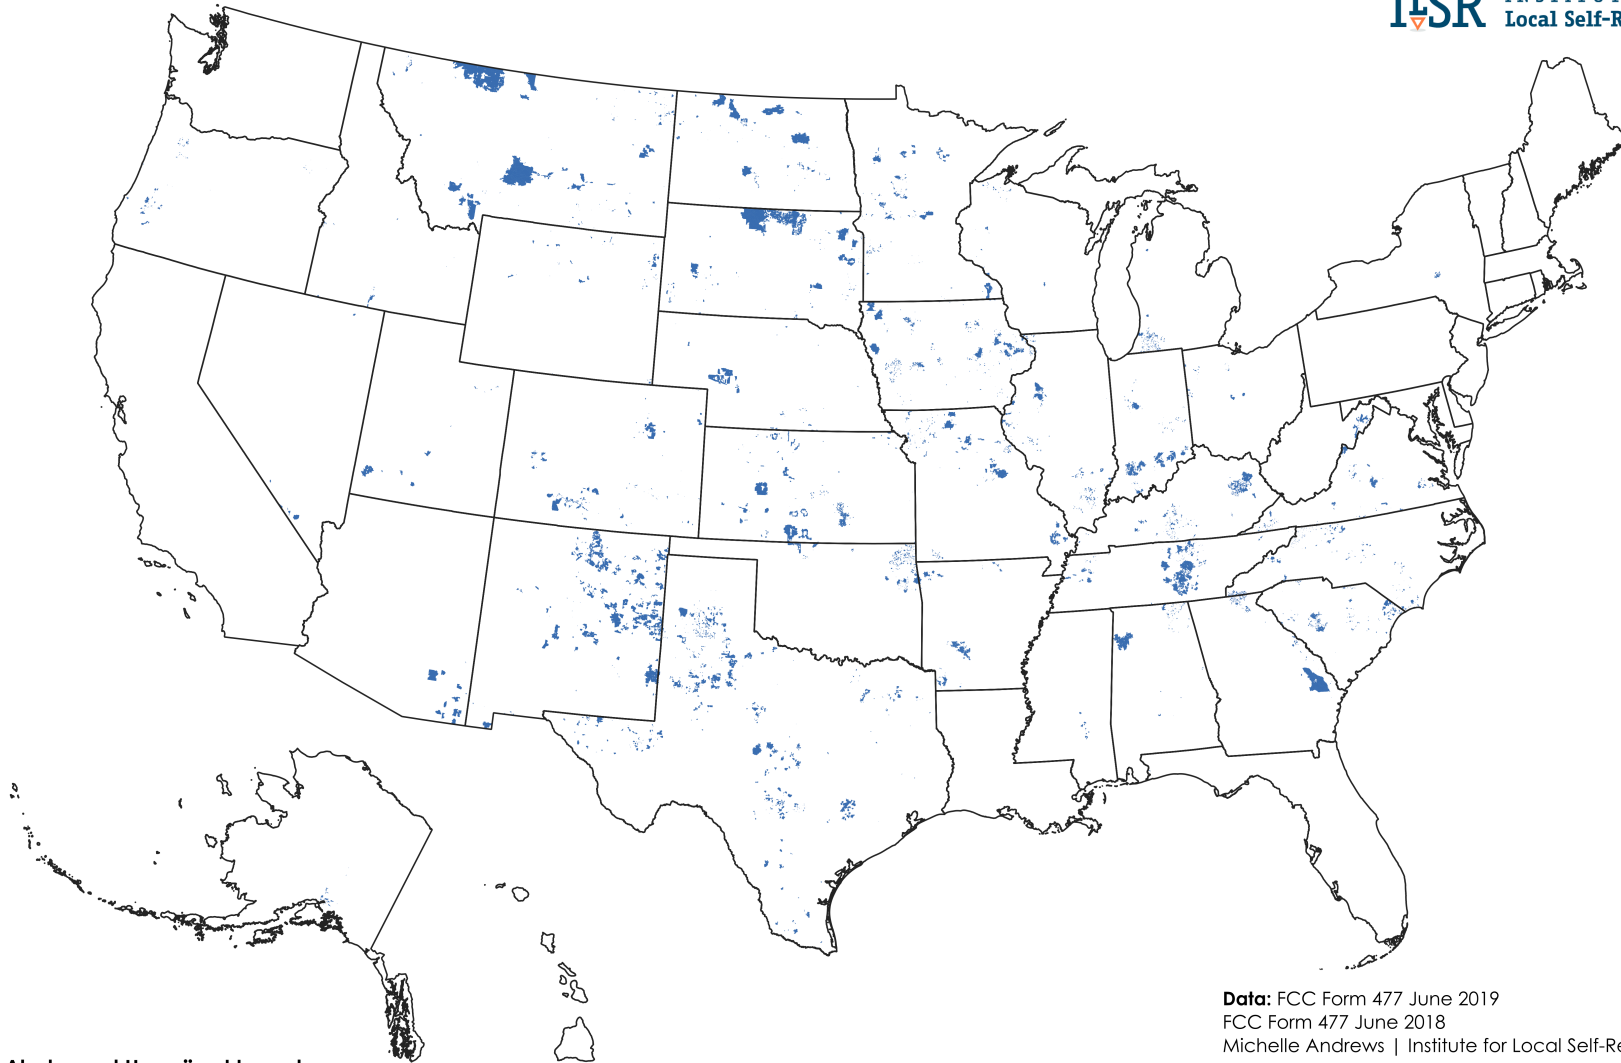 ILSR
Local Self-R
Data: FCC Form 477 June 2019
FCC Form 477 June 2018
Michelle Andrews | Institute for Local Self-Re